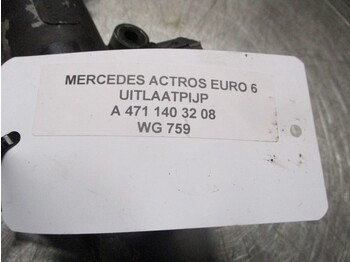 MERCEDES ACTROS EURO 6
UITLAATPIJP
A 471 140 32 08
WG 759